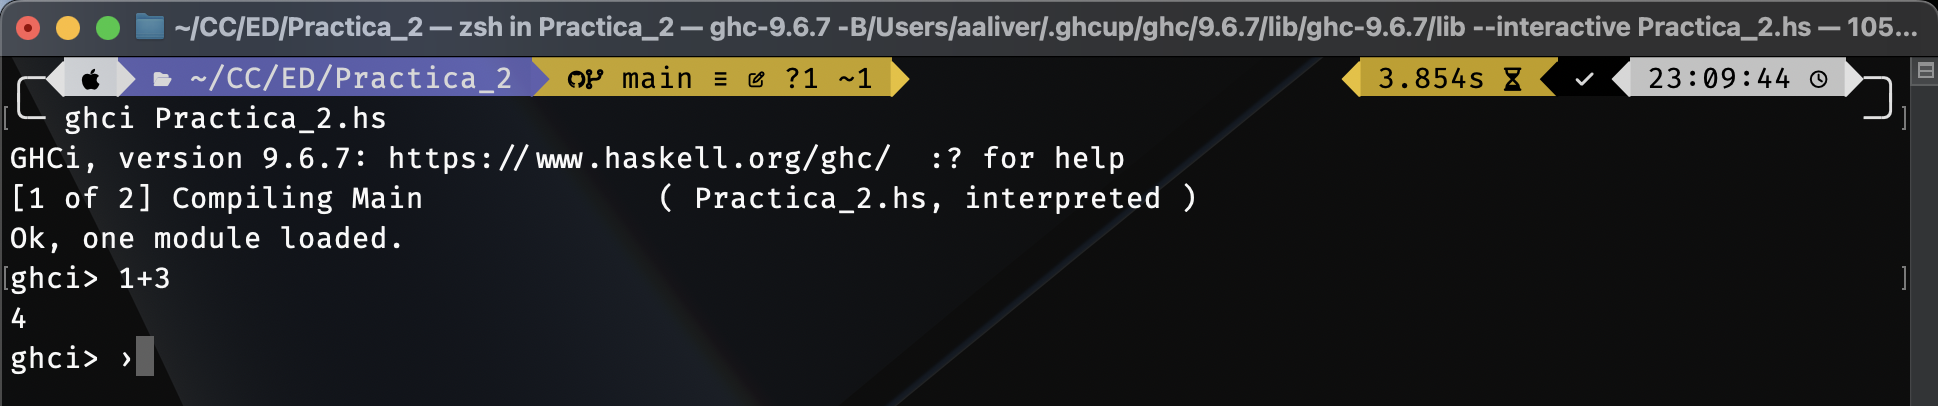 ~/CC/ED/Practica_2 — zsh in Practica_2 — ghc-9.6.7 -B/Users/aaliver/.ghcup/ghc/9.6.7/lib/ghc-9.6.7/lib --interactive Practica_2.hs — 105...
~/CC/ED/Practica_2 main ≡ ?1 ~1 3.854s ✓ 23:09:44
ghci Practica_2.hs
GHCi, version 9.6.7: https://www.haskell.org/ghc/  :? for help
[1 of 2] Compiling Main             ( Practica_2.hs, interpreted )
Ok, one module loaded.
ghci> 1+3
4
ghci> ›